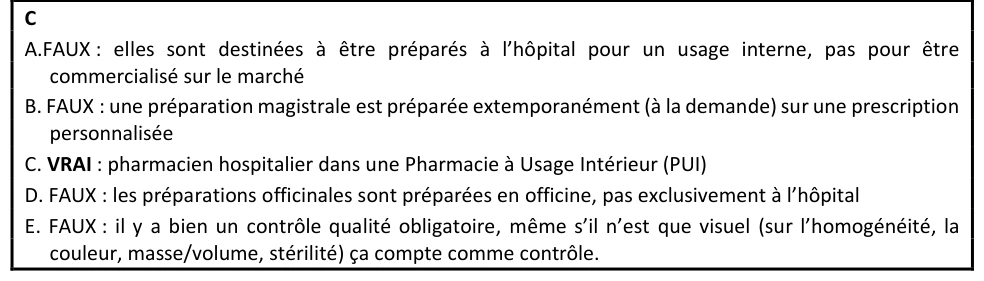 C
A.FAUX : elles sont destinées à être préparés à l’hôpital pour un usage interne, pas pour être
commercialisé sur le marché
B. FAUX : une préparation magistrale est préparée extemporanément (à la demande) sur une prescription
personnalisée
C. VRAI : pharmacien hospitalier dans une Pharmacie à Usage Intérieur (PUI)
D. FAUX : les préparations officinales sont préparées en officine, pas exclusivement à l’hôpital
E. FAUX : il y a bien un contrôle qualité obligatoire, même s’il n’est que visuel (sur l’homogénéité, la
couleur, masse/volume, stérilité) ça compte comme contrôle.